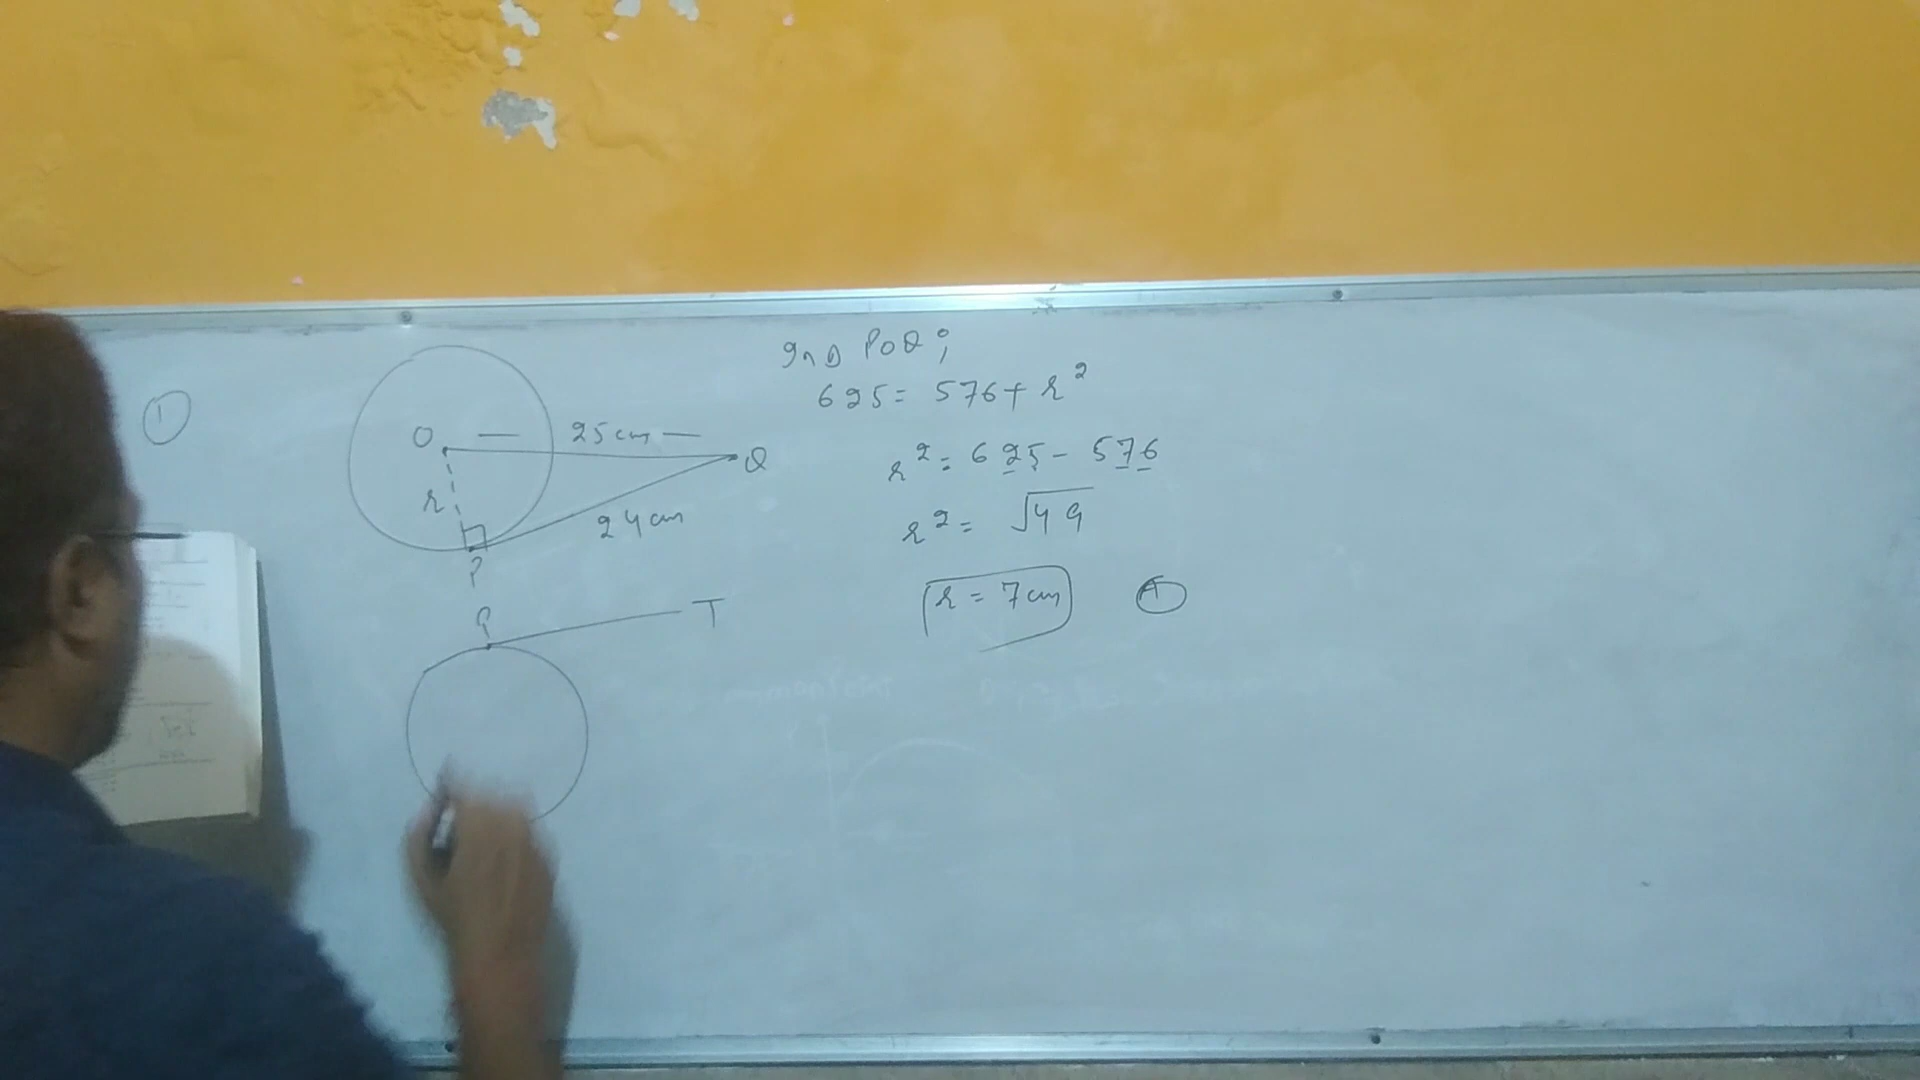 1
O
25 cm
Q
r
24 cm
P
In Δ POQ ;
625 = 576 + r²
r² = 625 - 576
r² = √49
r = 7 cm
A
T